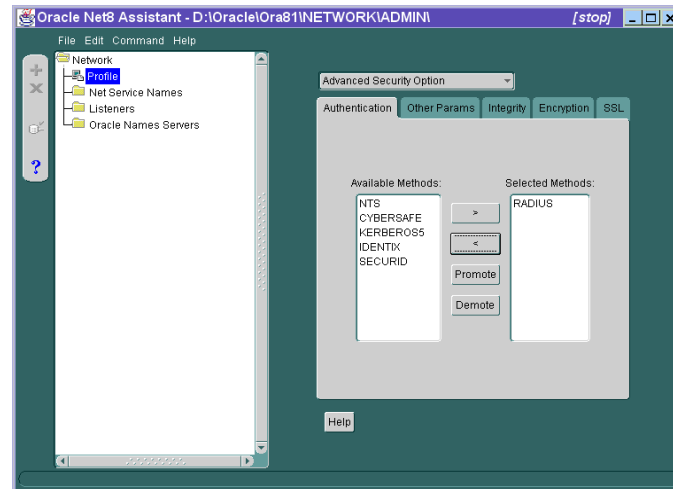 Oracle Net8 Assistant - D:\Oracle\Ora81\NETWORK\ADMIN\ [stop]
File Edit Command Help
Network
Profile
Net Service Names
Listeners
Oracle Names Servers
?
Advanced Security Option
Authentication Other Params Integrity Encryption SSL
Available Methods: Selected Methods:
NTS > RADIUS
CYBERSAFE
KERBEROS5
IDENTIX <
SECURID
Promote
Demote
Help